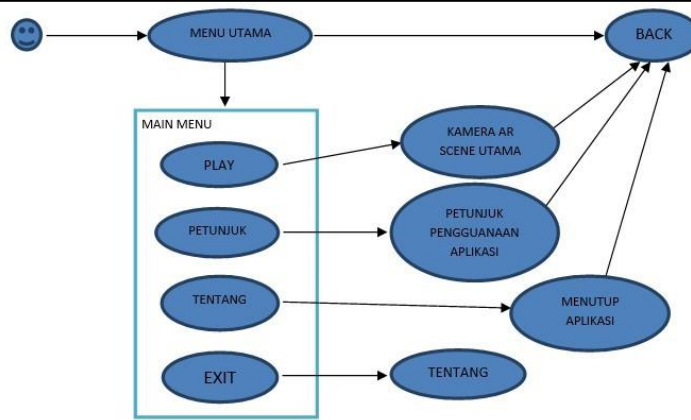 MENU UTAMA
BACK
MAIN MENU
PLAY
KAMERA AR
SCENE UTAMA
PETUNJUK
PETUNJUK
PENGGUANAAN
APLIKASI
TENTANG
MENUTUP
APLIKASI
EXIT
TENTANG